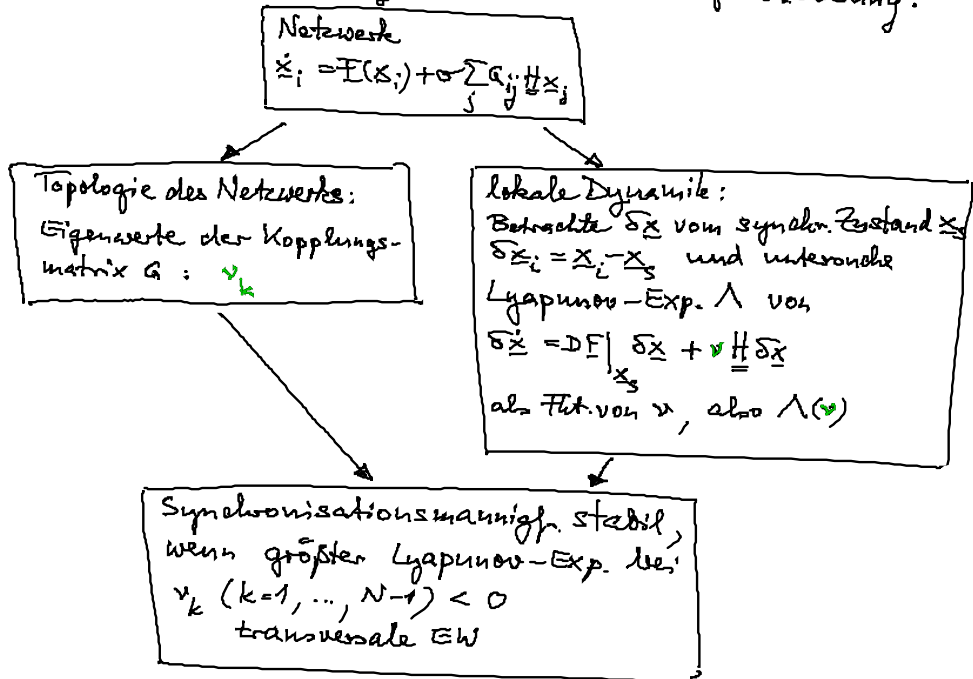 Netzwerk
ẋ_i = F(x_i) + σ ∑_j G_ij H x_j
Topologie des Netzwerks:
Eigenwerte der Kopplungs-
matrix G : ν_k
lokale Dynamik:
Betrachte δx vom synchr. Zustand x_s
δx_i = x_i - x_s und untersuche
Lyapunov-Exp. Λ von
δẋ = DF|_x_s δx + ν H δx
als Fkt. von ν, also Λ(ν)
Synchronisationsmannigf. stabil,
wenn größter Lyapunov-Exp. bei
ν_k (k=1, ..., N-1) < 0
transversale EW